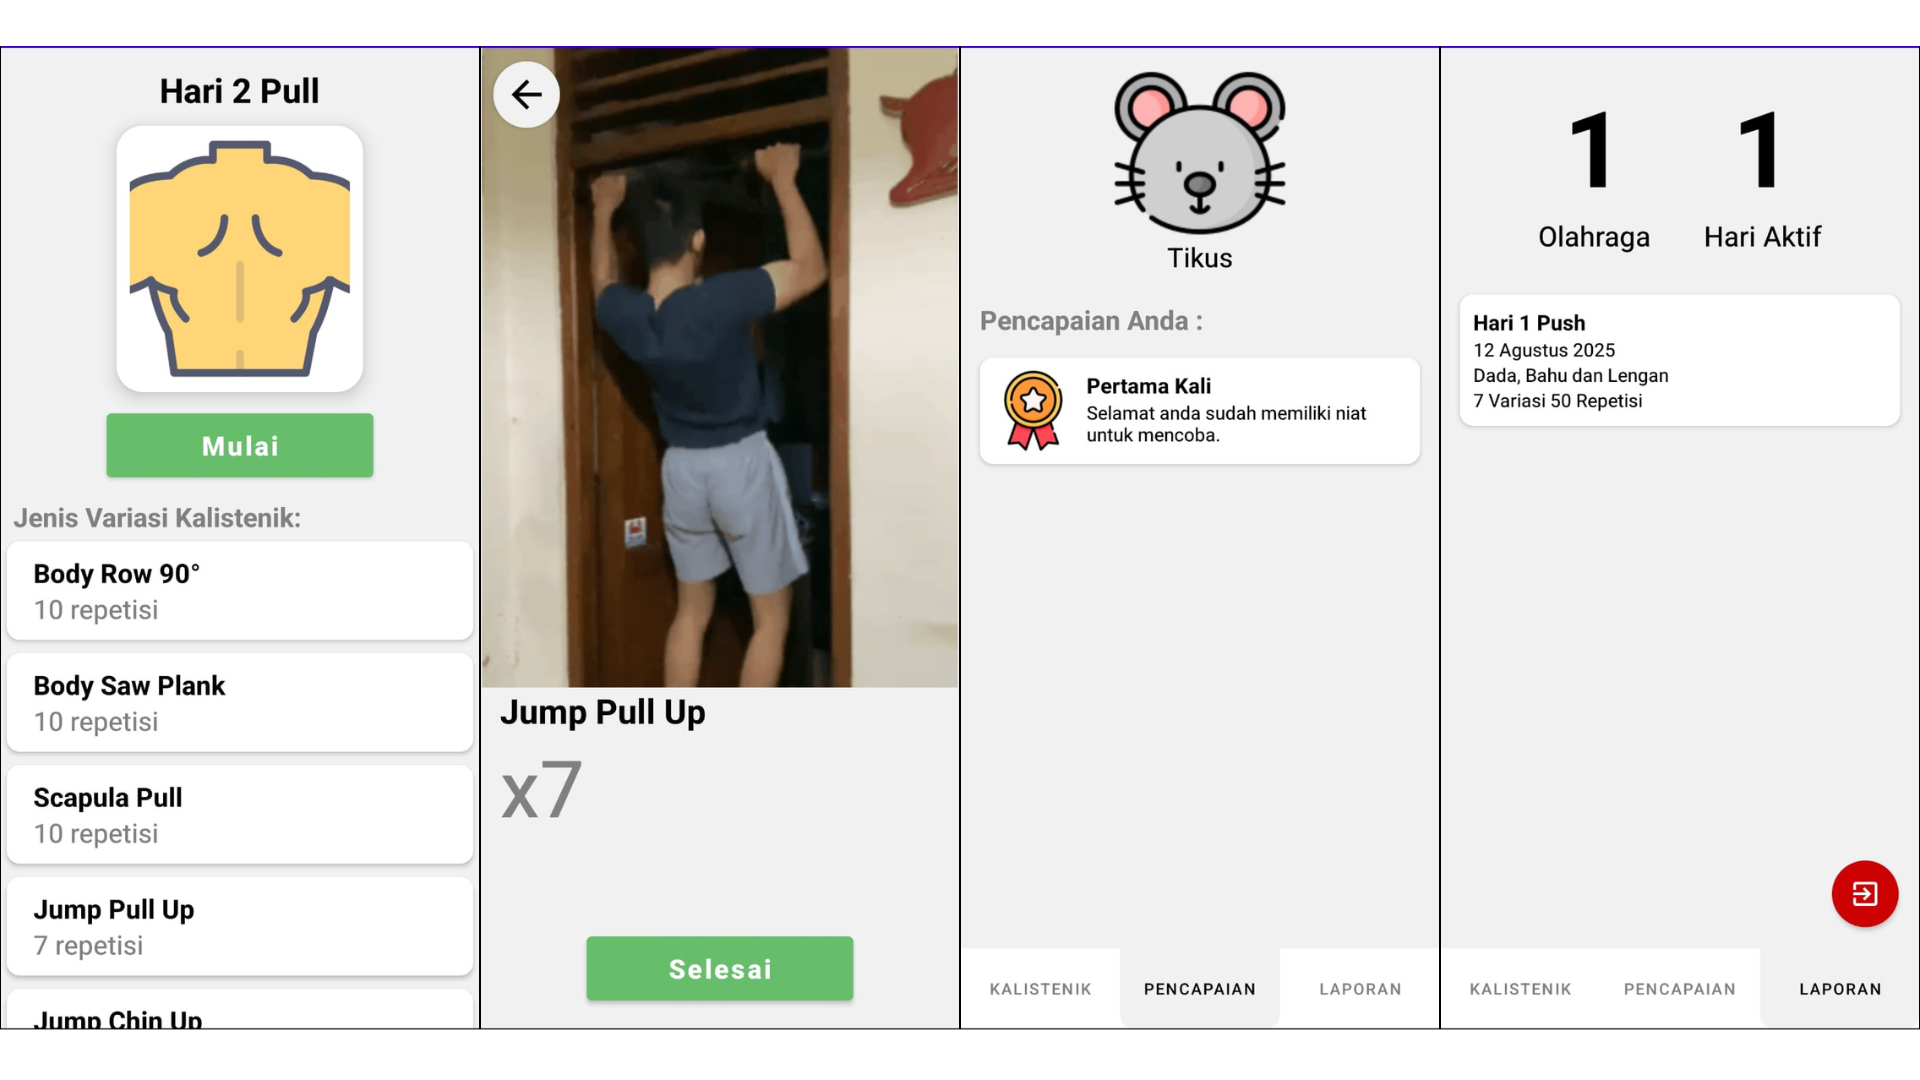 Hari 2 Pull
Mulai
Jenis Variasi Kalistenik:
Body Row 90°
10 repetisi
Body Saw Plank
10 repetisi
Scapula Pull
10 repetisi
Jump Pull Up
7 repetisi
Jump Chin Up
Jump Pull Up
x7
Selesai
Tikus
Pencapaian Anda :
Pertama Kali
Selamat anda sudah memiliki niat
untuk mencoba.
KALISTENIK PENCAPAIAN LAPORAN
1 1
Olahraga Hari Aktif
Hari 1 Push
12 Agustus 2025
Dada, Bahu dan Lengan
7 Variasi 50 Repetisi
KALISTENIK PENCAPAIAN LAPORAN